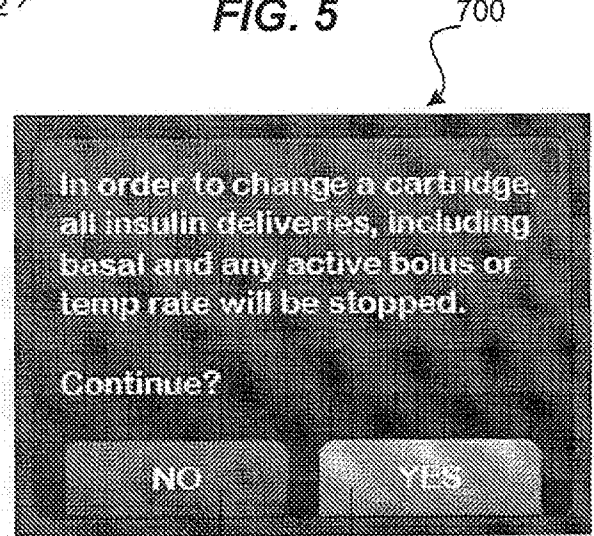 FIG. 5
700
In order to change a cartridge,
all insulin deliveries, including
basal and any active bolus or
temp rate will be stopped.
Continue?
NO YES